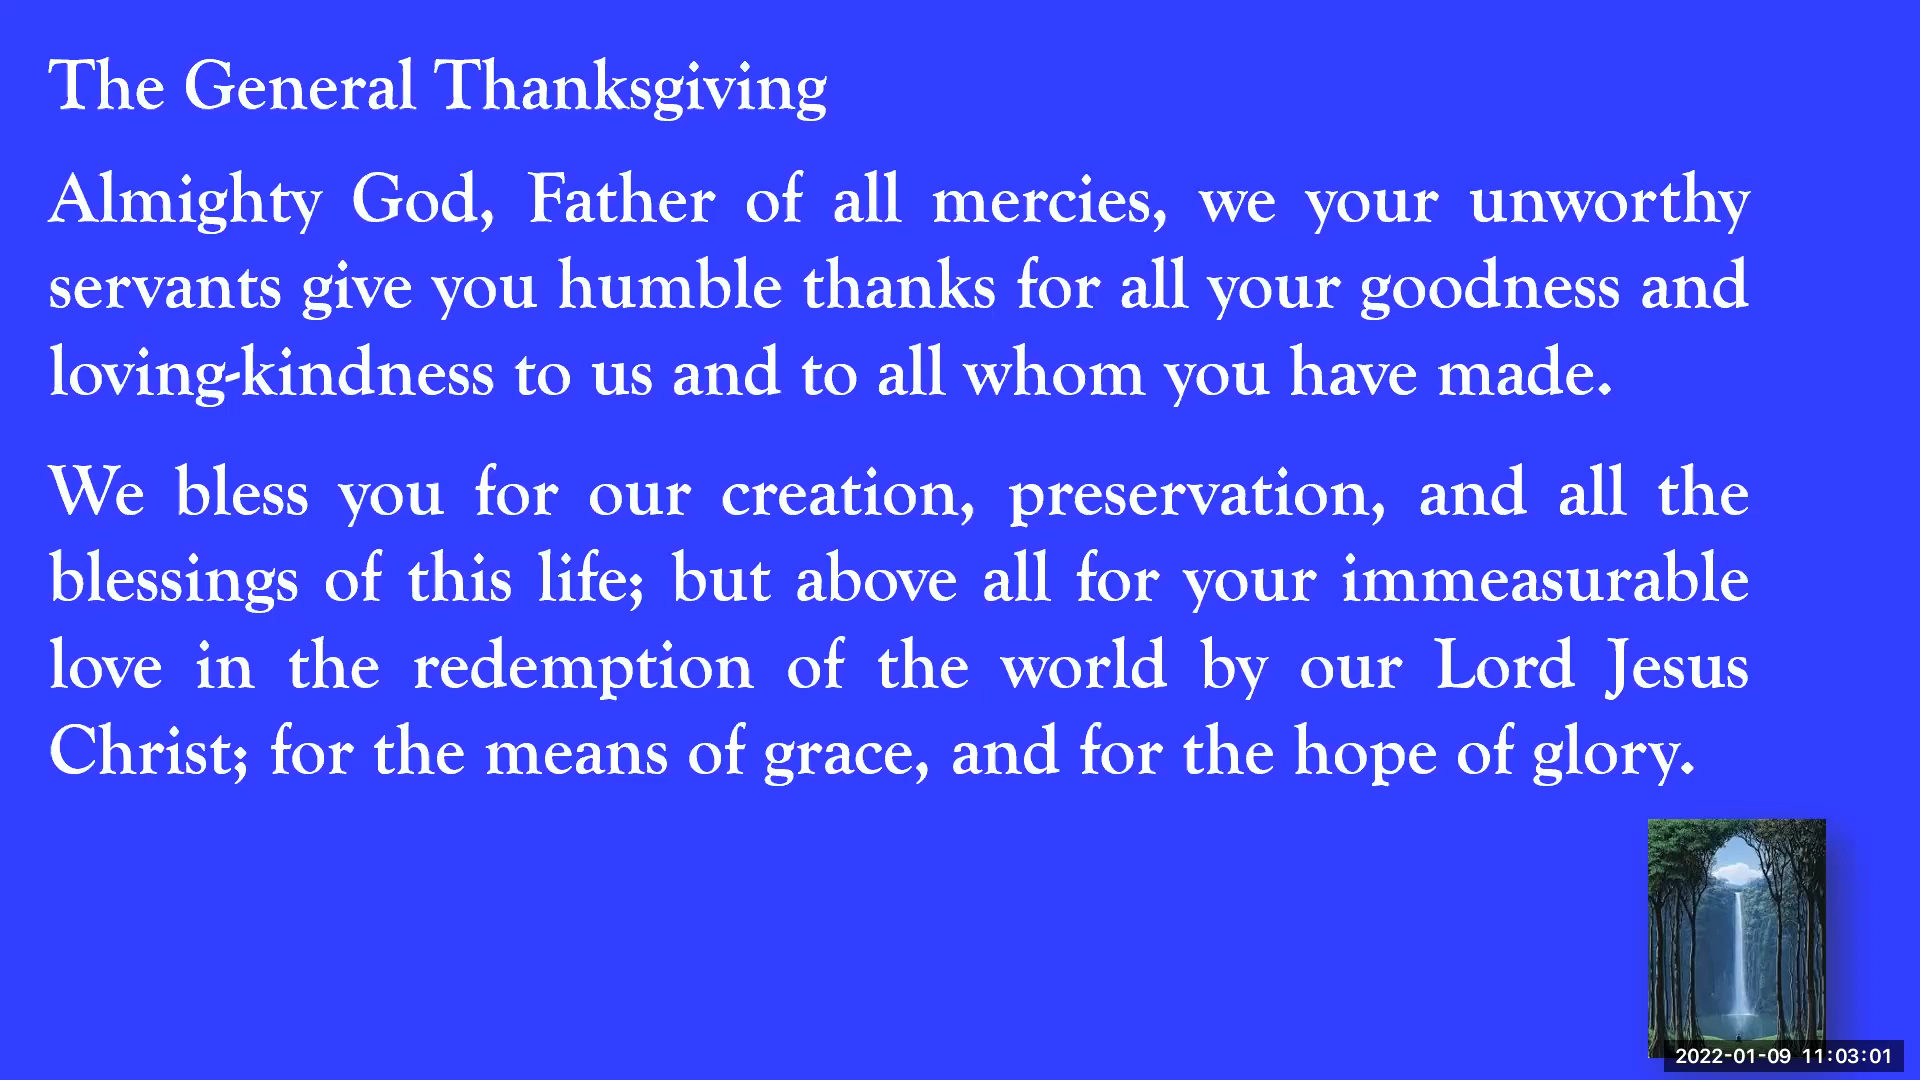 The General Thanksgiving
Almighty God, Father of all mercies, we your unworthy
servants give you humble thanks for all your goodness and
loving-kindness to us and to all whom you have made.
We bless you for our creation, preservation, and all the
blessings of this life; but above all for your immeasurable
love in the redemption of the world by our Lord Jesus
Christ; for the means of grace, and for the hope of glory.
2022-01-09 11:03:01